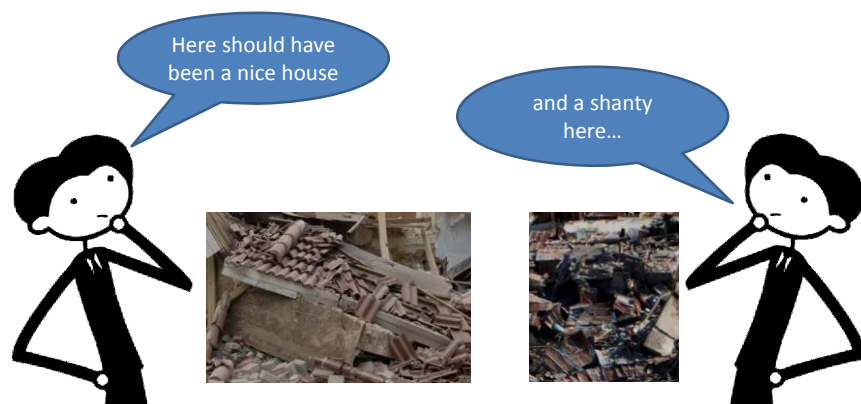 Here should have
been a nice house
and a shanty
here…